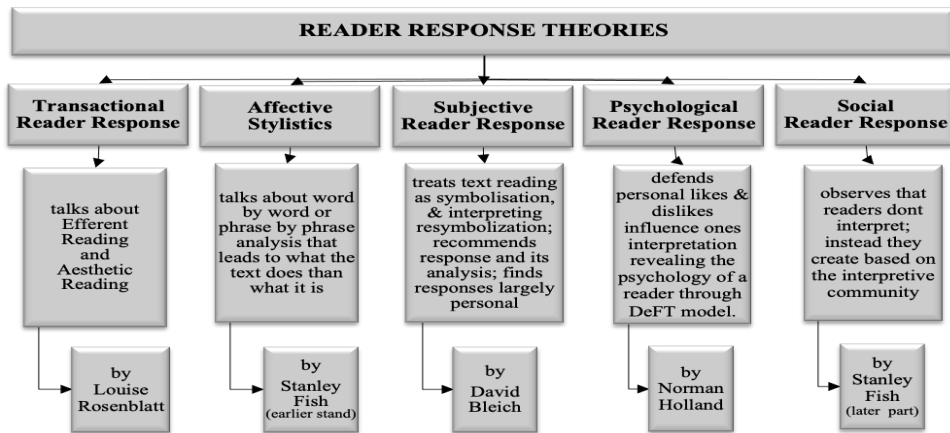 READER RESPONSE THEORIES
Transactional
Reader Response
Affective
Stylistics
Subjective
Reader Response
Psychological
Reader Response
Social
Reader Response
talks about
Efferent
Reading
and
Aesthetic
Reading
talks about word
by word or
phrase by phrase
analysis that
leads to what
the text does than
what it is
treats text reading
as symbolisation,
& interpreting
resymbolization;
recommends
response and its
analysis; finds
responses largely
personal
defends
personal likes &
dislikes
influence ones
interpretation
revealing the
psychology of a
reader through
DeFT model.
observes that
readers dont
interpret;
instead they
create based on
the interpretive
community
by
Louise
Rosenblatt
by
Stanley
Fish
(earlier stand)
by
David
Bleich
by
Norman
Holland
by
Stanley
Fish
(later part)